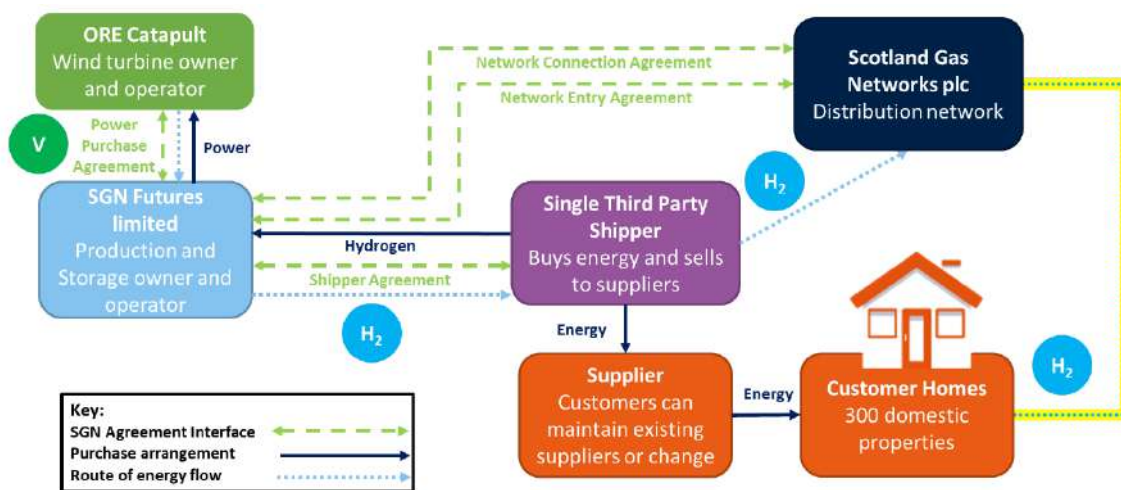 ORE Catapult
Wind turbine owner
and operator
Network Connection Agreement
Network Entry Agreement
Scotland Gas
Networks plc
Distribution network
V
Power
Purchase
Agreement
Power
H₂
SGN Futures
limited
Production and
Storage owner and
operator
Hydrogen
Shipper Agreement
H₂
Single Third Party
Shipper
Buys energy and sells
to suppliers
Energy
Supplier
Customers can
maintain existing
suppliers or change
Energy
Customer Homes
300 domestic
properties
H₂
Key:
SGN Agreement Interface
Purchase arrangement
Route of energy flow